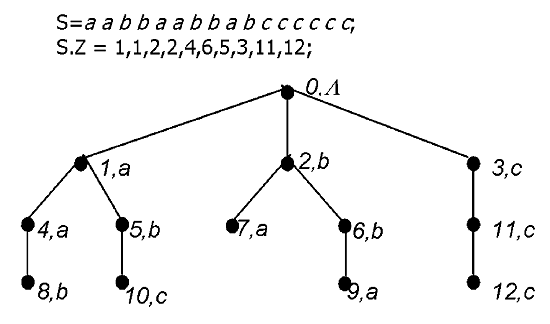 S=a a b b a a b b a b c c c c c c;
S.Z = 1,1,2,2,4,6,5,3,11,12;
0.Λ
1,a
2,b
3,c
4,a
5,b
7,a
6,b
11,c
8,b
10,c
9,a
12,c